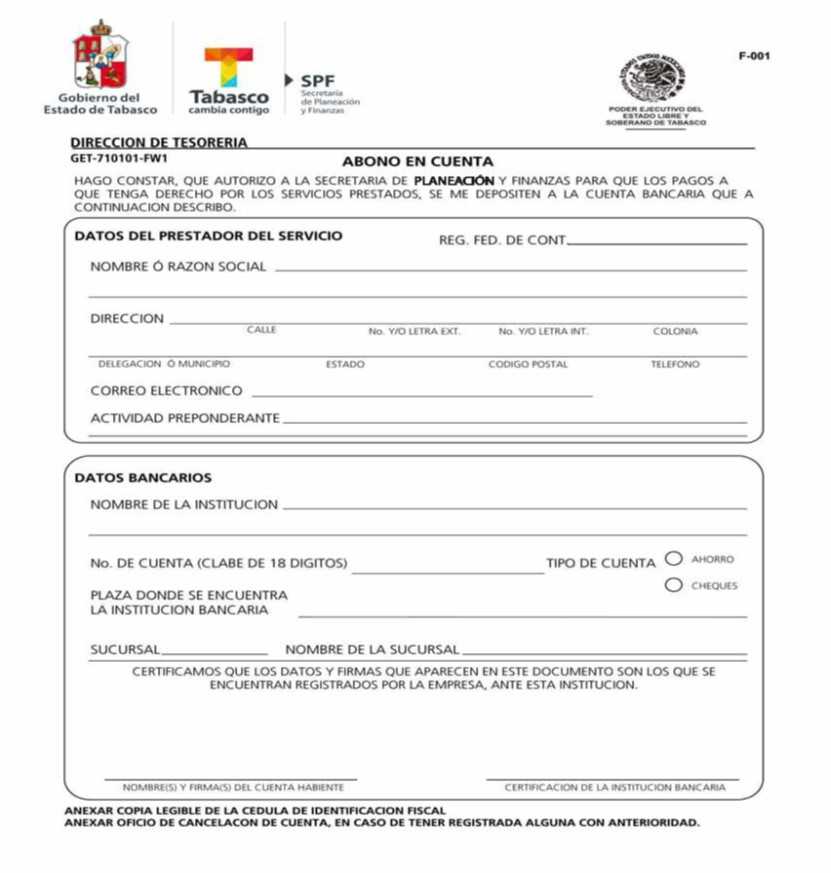 F-001
Gobierno del
Estado de Tabasco
Tabasco
cambia contigo
SPF
Secretaría
de Planeación
y Finanzas
ESTADOS UNIDOS MEXICANOS
PODER EJECUTIVO DEL
ESTADO LIBRE Y
SOBERANO DE TABASCO
DIRECCION DE TESORERIA
GET-710101-FW1
ABONO EN CUENTA
HAGO CONSTAR, QUE AUTORIZO A LA SECRETARIA DE PLANEACIÓN Y FINANZAS PARA QUE LOS PAGOS A
QUE TENGA DERECHO POR LOS SERVICIOS PRESTADOS, SE ME DEPOSITEN A LA CUENTA BANCARIA QUE A
CONTINUACION DESCRIBO.
DATOS DEL PRESTADOR DEL SERVICIO
REG. FED. DE CONT.
NOMBRE Ó RAZON SOCIAL
DIRECCION
CALLE No. Y/O LETRA EXT. No. Y/O LETRA INT. COLONIA
DELEGACION Ó MUNICIPIO ESTADO CODIGO POSTAL TELEFONO
CORREO ELECTRONICO
ACTIVIDAD PREPONDERANTE
DATOS BANCARIOS
NOMBRE DE LA INSTITUCION
No. DE CUENTA (CLABE DE 18 DIGITOS) TIPO DE CUENTA AHORRO
CHEQUES
PLAZA DONDE SE ENCUENTRA
LA INSTITUCION BANCARIA
SUCURSAL NOMBRE DE LA SUCURSAL
CERTIFICAMOS QUE LOS DATOS Y FIRMAS QUE APARECEN EN ESTE DOCUMENTO SON LOS QUE SE
ENCUENTRAN REGISTRADOS POR LA EMPRESA, ANTE ESTA INSTITUCION.
NOMBRE(S) Y FIRMA(S) DEL CUENTA HABIENTE CERTIFICACION DE LA INSTITUCION BANCARIA
ANEXAR COPIA LEGIBLE DE LA CEDULA DE IDENTIFICACION FISCAL
ANEXAR OFICIO DE CANCELACON DE CUENTA, EN CASO DE TENER REGISTRADA ALGUNA CON ANTERIORIDAD.